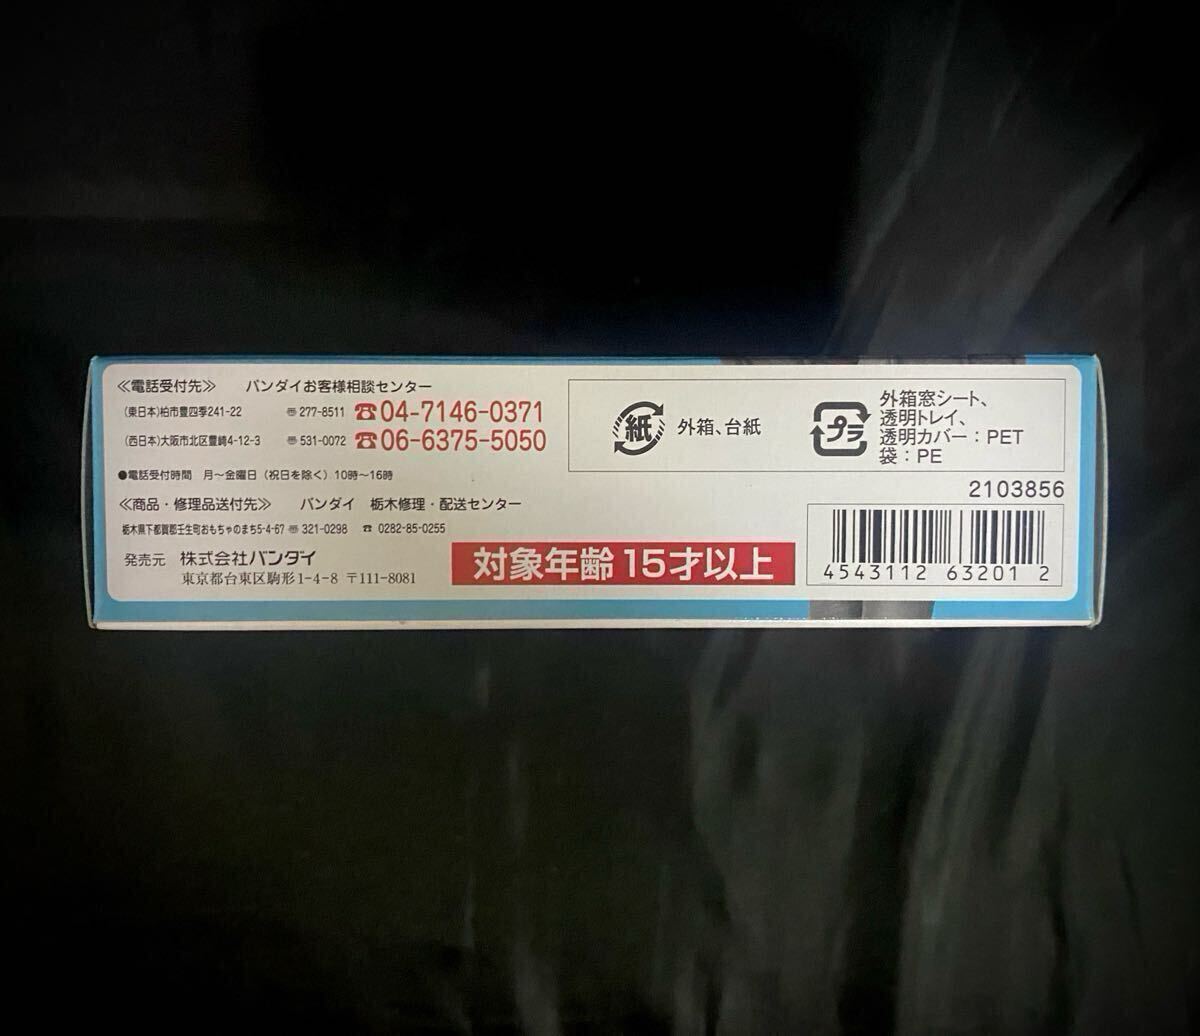 ≪電話受付先≫ バンダイお客様相談センター
(東日本)柏市豊四季241-22 〠277-8511 ☎04-7146-0371
(西日本)大阪市北区豊崎4-12-3 〠531-0072 ☎06-6375-5050
●電話受付時間 月～金曜日(祝日を除く)10時～16時
≪商品・修理品送付先≫ バンダイ 栃木修理・配送センター
栃木県下都賀郡壬生町おもちゃのまち5-4-67 〠321-0298 ☎0282-85-0255
発売元 株式会社バンダイ
東京都台東区駒形1-4-8 〒111-8081
対象年齢15才以上
紙 外箱、台紙
プラ
外箱窓シート、
透明トレイ、
透明カバー：PET
袋：PE
2103856
4543112 63201 2